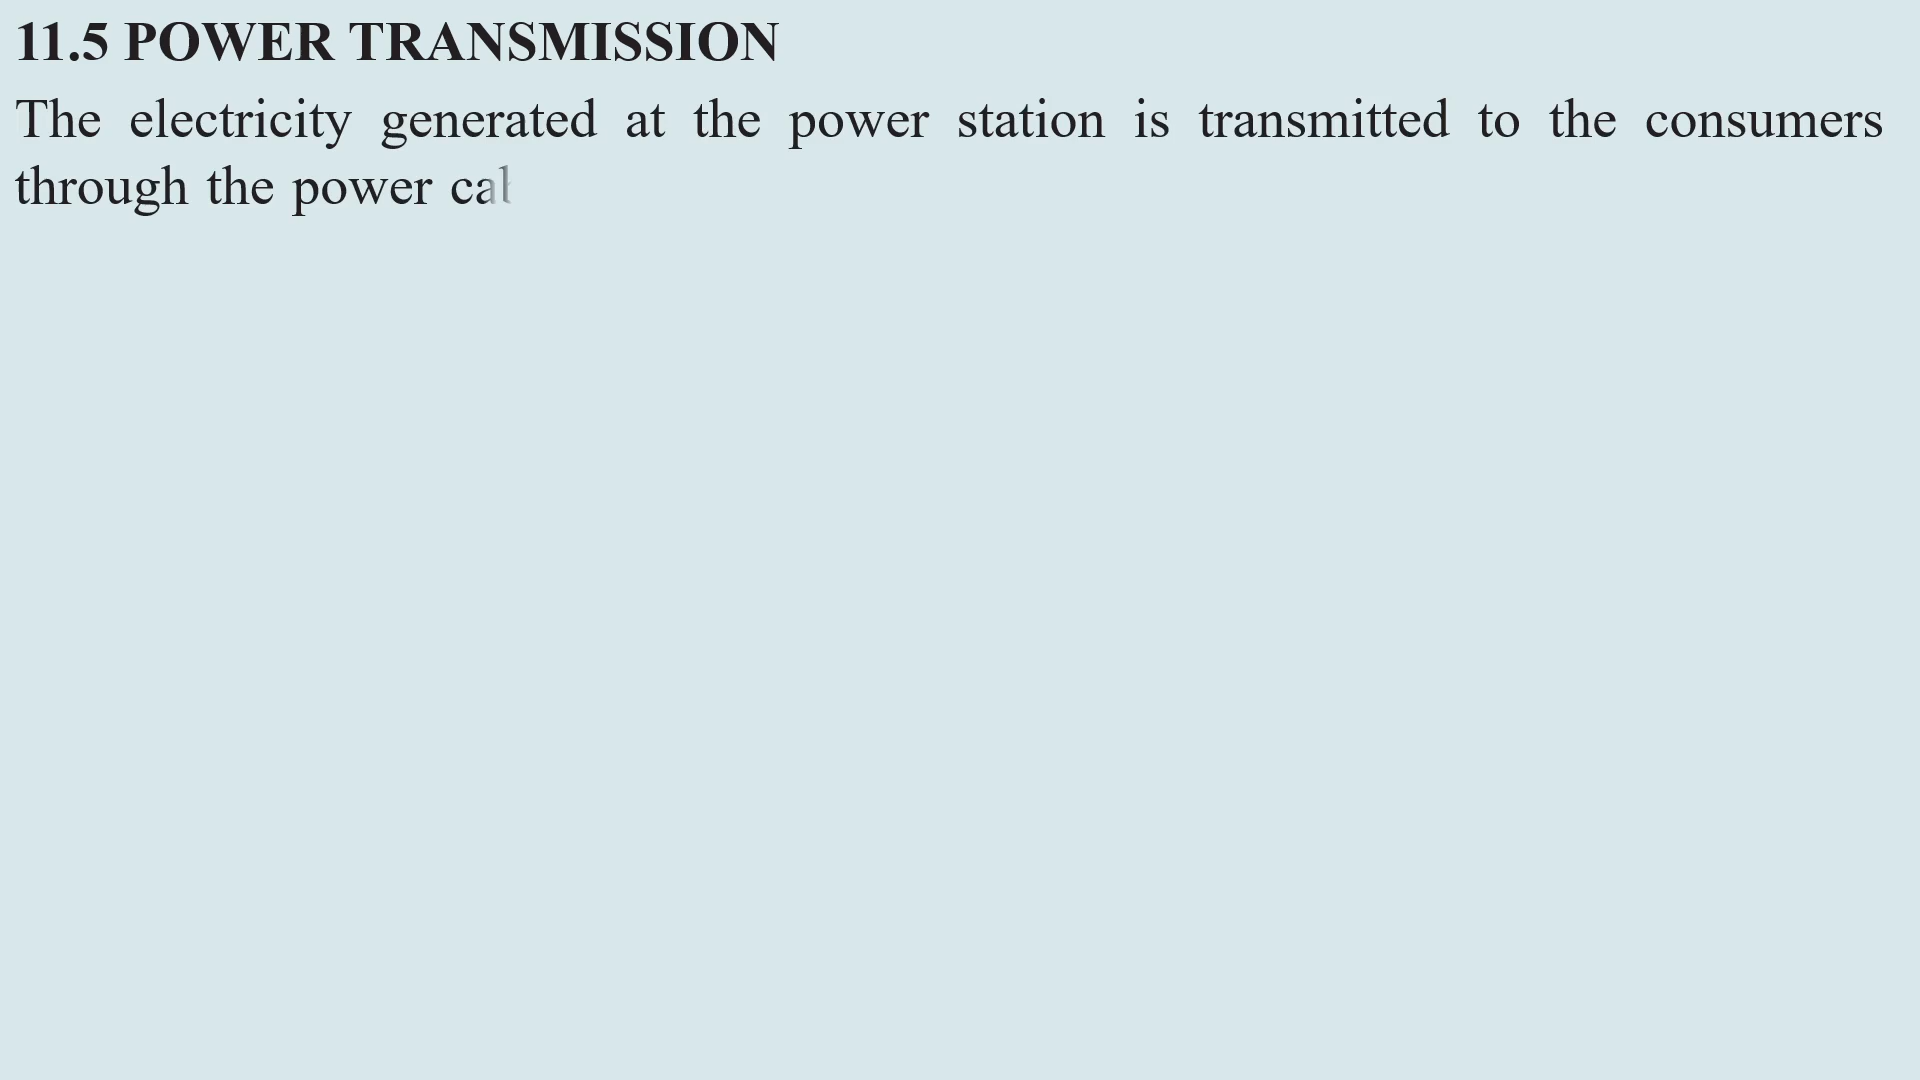 11.5 POWER TRANSMISSION
The electricity generated at the power station is transmitted to the consumers
through the power